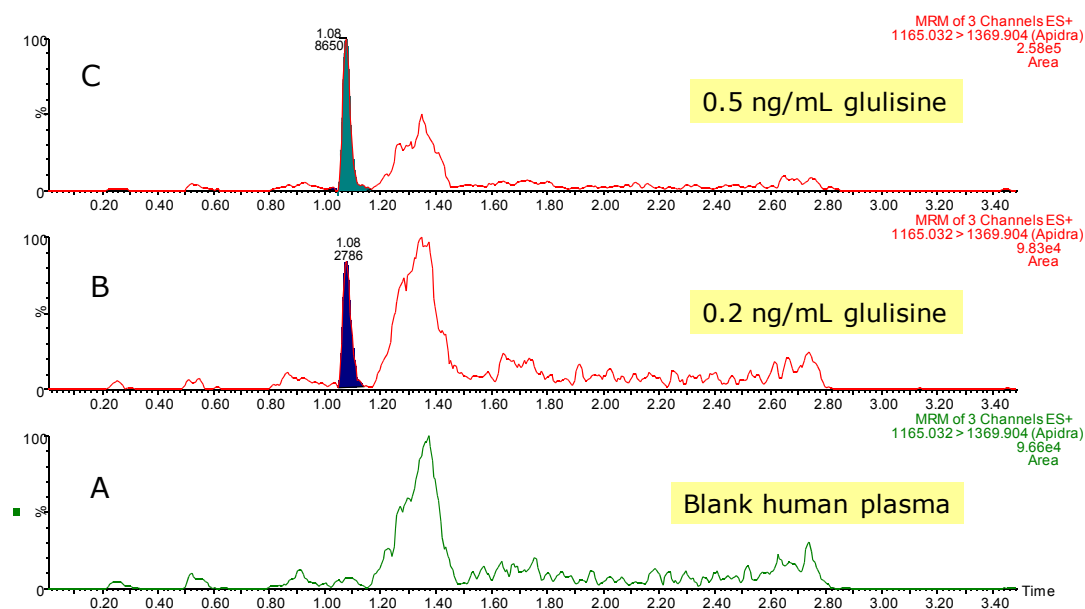 MRM of 3 Channels ES+
1165.032 > 1369.904 (Apidra)
2.58e5
Area
100
1.08
8650
C
0.5 ng/mL glulisine
%
0
0.20 0.40 0.60 0.80 1.00 1.20 1.40 1.60 1.80 2.00 2.20 2.40 2.60 2.80 3.00 3.20 3.40
MRM of 3 Channels ES+
1165.032 > 1369.904 (Apidra)
9.83e4
Area
100
1.08
2786
B
0.2 ng/mL glulisine
%
0
0.20 0.40 0.60 0.80 1.00 1.20 1.40 1.60 1.80 2.00 2.20 2.40 2.60 2.80 3.00 3.20 3.40
MRM of 3 Channels ES+
1165.032 > 1369.904 (Apidra)
9.66e4
Area
100
A
Blank human plasma
%
0
Time
0.20 0.40 0.60 0.80 1.00 1.20 1.40 1.60 1.80 2.00 2.20 2.40 2.60 2.80 3.00 3.20 3.40